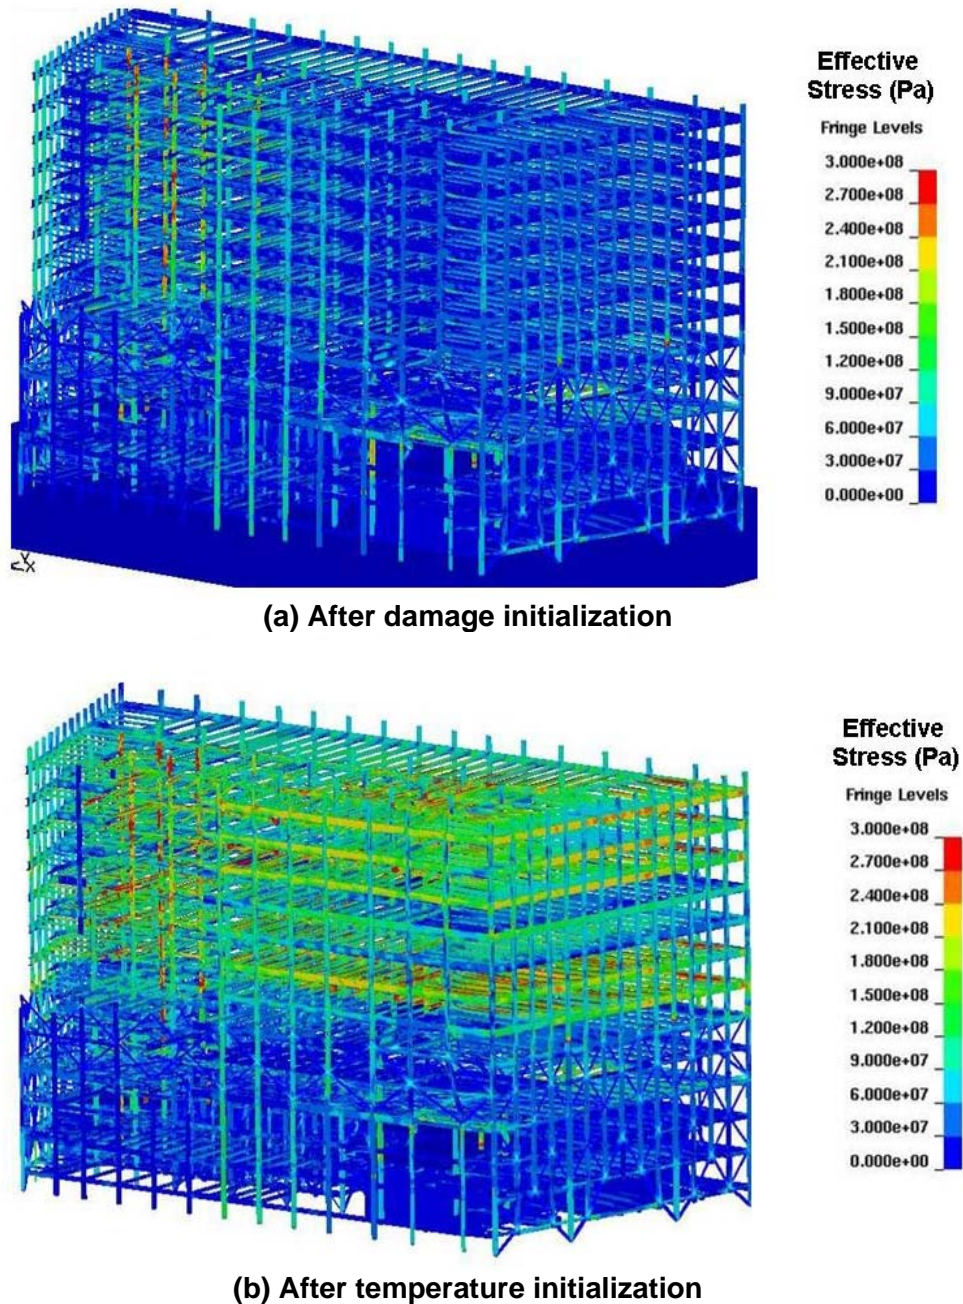 Effective
Stress (Pa)
Fringe Levels
3.000e+08
2.700e+08
2.400e+08
2.100e+08
1.800e+08
1.500e+08
1.200e+08
9.000e+07
6.000e+07
3.000e+07
0.000e+00
Y
X
(a) After damage initialization
Effective
Stress (Pa)
Fringe Levels
3.000e+08
2.700e+08
2.400e+08
2.100e+08
1.800e+08
1.500e+08
1.200e+08
9.000e+07
6.000e+07
3.000e+07
0.000e+00
(b) After temperature initialization